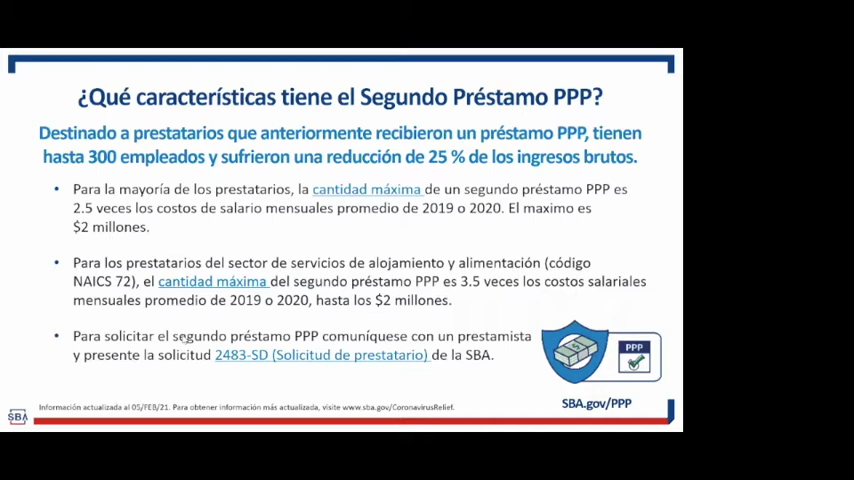 ¿Qué características tiene el Segundo Préstamo PPP?
Destinado a prestatarios que anteriormente recibieron un préstamo PPP, tienen
hasta 300 empleados y sufrieron una reducción de 25 % de los ingresos brutos.
• Para la mayoría de los prestatarios, la cantidad máxima de un segundo préstamo PPP es
2.5 veces los costos de salario mensuales promedio de 2019 o 2020. El maximo es
$2 millones.
• Para los prestatarios del sector de servicios de alojamiento y alimentación (código
NAICS 72), el cantidad máxima del segundo préstamo PPP es 3.5 veces los costos salariales
mensuales promedio de 2019 o 2020, hasta los $2 millones.
• Para solicitar el segundo préstamo PPP comuníquese con un prestamista
y presente la solicitud 2483-SD (Solicitud de prestatario) de la SBA.
PPP
SBA.gov/PPP
Información actualizada al 05/FEB/21. Para obtener información más actualizada, visite www.sba.gov/CoronavirusRelief.
SBA